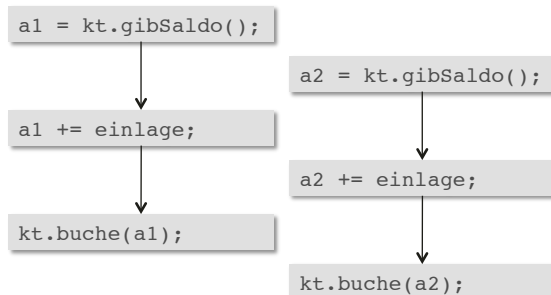 a1 = kt.gibSaldo();
a1 += einlage;
kt.buche(a1);
a2 = kt.gibSaldo();
a2 += einlage;
kt.buche(a2);